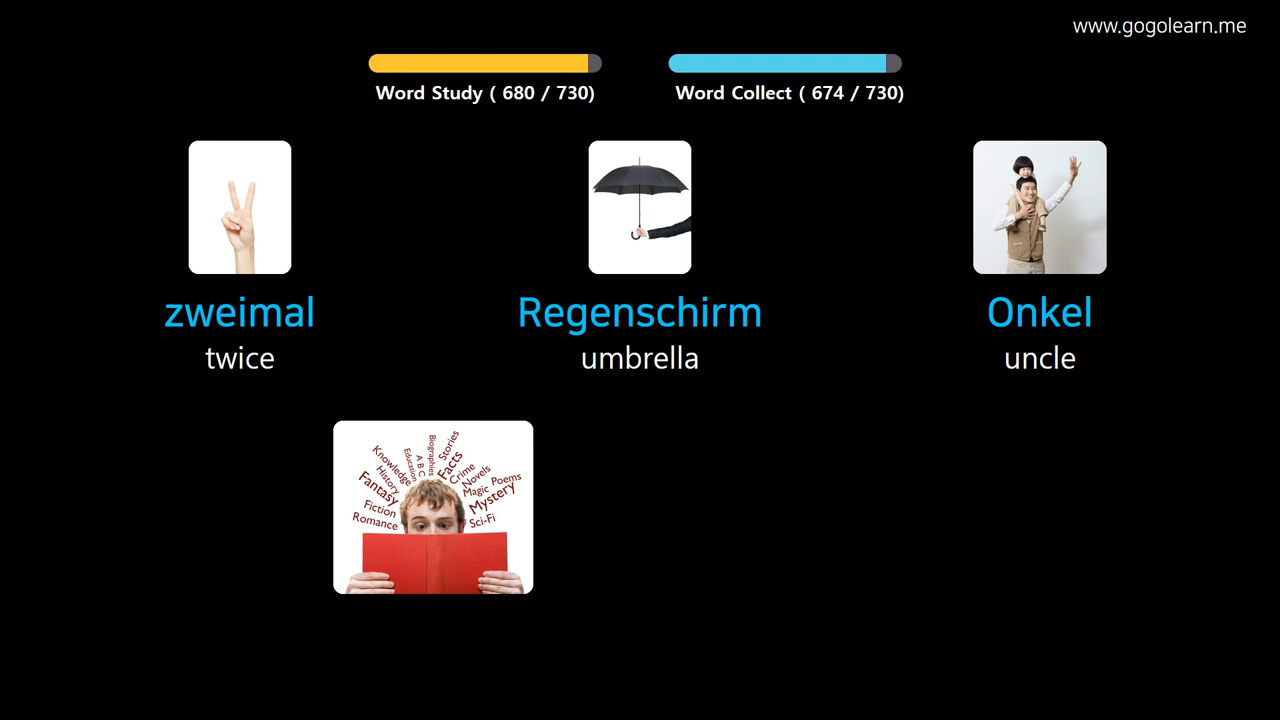 www.gogolearn.me
Word Study ( 680 / 730)
Word Collect ( 674 / 730)
zweimal
twice
Regenschirm
umbrella
Onkel
uncle
Stories
Biographies
Facts
A B C
Education
Crime
Knowledge
Novels
History
Magic
Poems
Fantasy
Mystery
Fiction
Sci-Fi
Romance